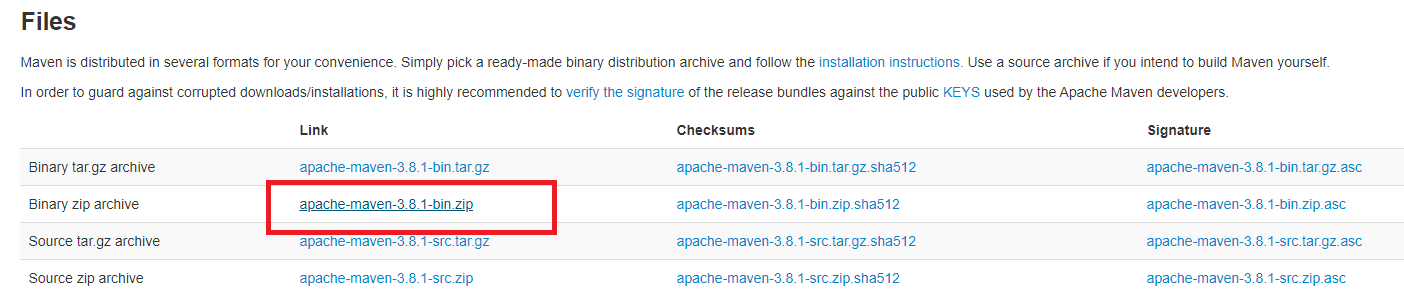 Files
Maven is distributed in several formats for your convenience. Simply pick a ready-made binary distribution archive and follow the installation instructions. Use a source archive if you intend to build Maven yourself.
In order to guard against corrupted downloads/installations, it is highly recommended to verify the signature of the release bundles against the public KEYS used by the Apache Maven developers.
Link Checksums Signature
Binary tar.gz archive apache-maven-3.8.1-bin.tar.gz apache-maven-3.8.1-bin.tar.gz.sha512 apache-maven-3.8.1-bin.tar.gz.asc
Binary zip archive apache-maven-3.8.1-bin.zip apache-maven-3.8.1-bin.zip.sha512 apache-maven-3.8.1-bin.zip.asc
Source tar.gz archive apache-maven-3.8.1-src.tar.gz apache-maven-3.8.1-src.tar.gz.sha512 apache-maven-3.8.1-src.tar.gz.asc
Source zip archive apache-maven-3.8.1-src.zip apache-maven-3.8.1-src.zip.sha512 apache-maven-3.8.1-src.zip.asc